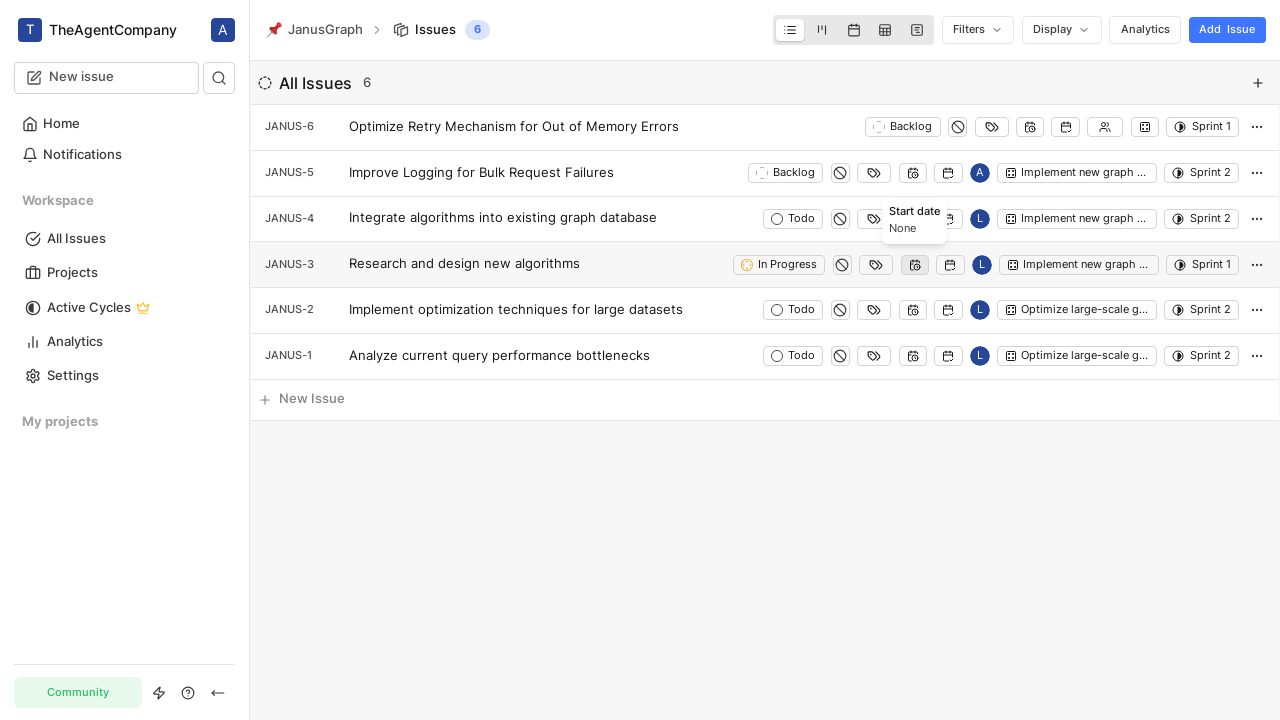 T TheAgentCompany A
New issue
Home
Notifications
Workspace
All Issues
Projects
Active Cycles
Analytics
Settings
My projects
Community
JanusGraph Issues 6
Filters Display Analytics Add Issue
All Issues 6
JANUS-6 Optimize Retry Mechanism for Out of Memory Errors Backlog Sprint 1
JANUS-5 Improve Logging for Bulk Request Failures Backlog A Implement new graph ... Sprint 2
JANUS-4 Integrate algorithms into existing graph database Todo L Implement new graph ... Sprint 2
Start date
None
JANUS-3 Research and design new algorithms In Progress L Implement new graph ... Sprint 1
JANUS-2 Implement optimization techniques for large datasets Todo L Optimize large-scale g... Sprint 2
JANUS-1 Analyze current query performance bottlenecks Todo L Optimize large-scale g... Sprint 2
New Issue